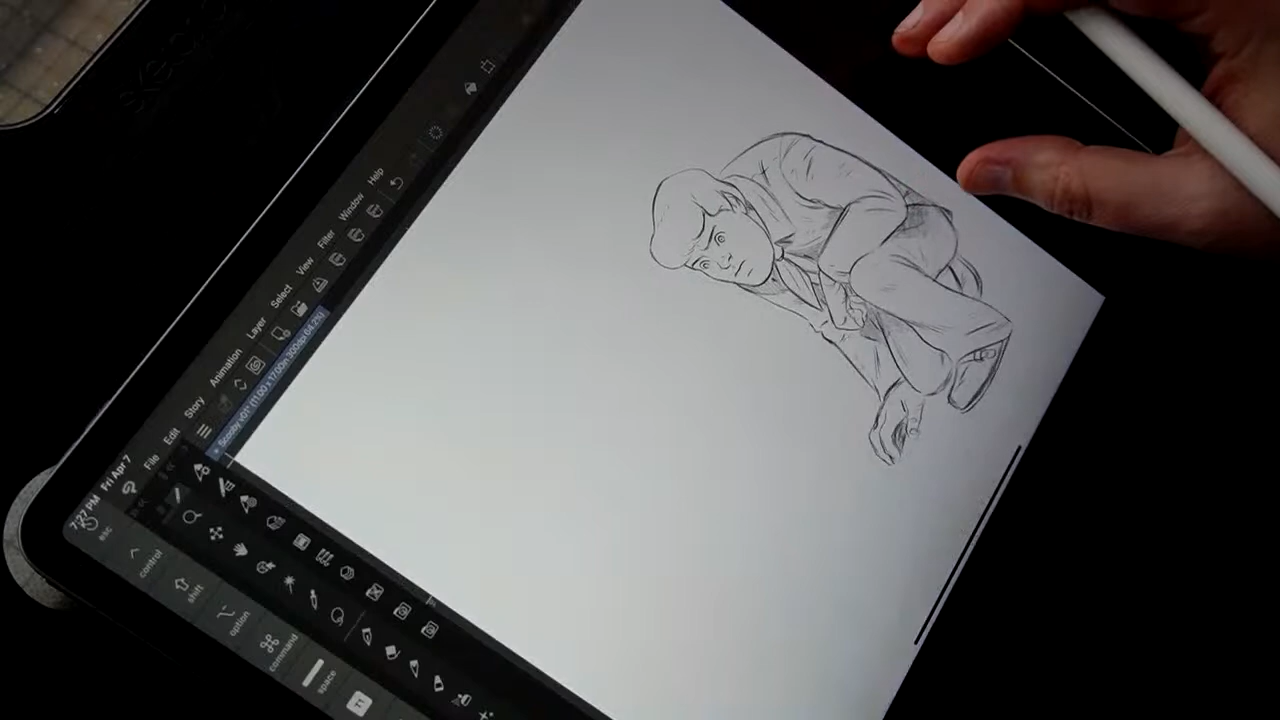 7:27 PM Fri Apr 7
File Edit Story Animation Layer Select View Filter Window Help
esc
control
shift
option
command
space
T1